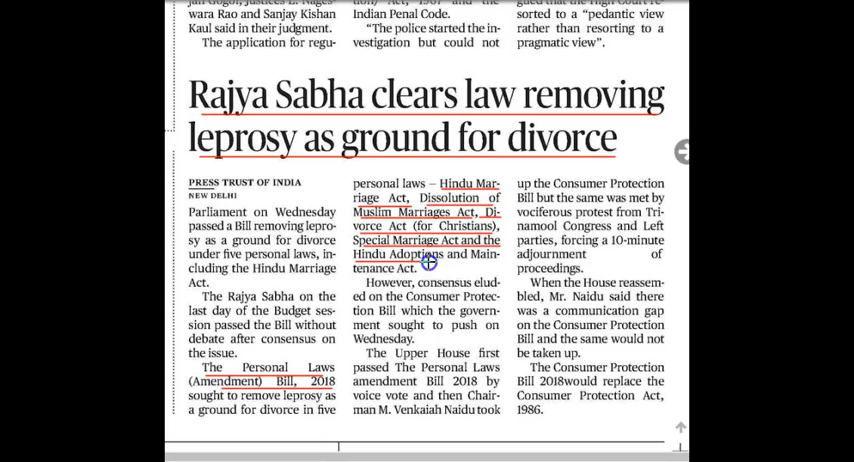 wara Rao and Sanjay Kishan
Kaul said in their judgment.
The application for regu-
Indian Penal Code.
"The police started the in-
vestigation but could not
sorted to a "pedantic view
rather than resorting to a
pragmatic view".
Rajya Sabha clears law removing
leprosy as ground for divorce
PRESS TRUST OF INDIA
NEW DELHI
Parliament on Wednesday
passed a Bill removing lepro-
sy as a ground for divorce
under five personal laws, in-
cluding the Hindu Marriage
Act.
The Rajya Sabha on the
last day of the Budget ses-
sion passed the Bill without
debate after consensus on
the issue.
The Personal Laws
(Amendment) Bill, 2018
sought to remove leprosy as
a ground for divorce in five
personal laws – Hindu Mar-
riage Act, Dissolution of
Muslim Marriages Act, Di-
vorce Act (for Christians),
Special Marriage Act and the
Hindu Adoptions and Main-
tenance Act.
However, consensus elud-
ed on the Consumer Protec-
tion Bill which the govern-
ment sought to push on
Wednesday.
The Upper House first
passed The Personal Laws
amendment Bill 2018 by
voice vote and then Chair-
man M. Venkaiah Naidu took
up the Consumer Protection
Bill but the same was met by
vociferous protest from Tri-
namool Congress and Left
parties, forcing a 10-minute
adjournment of
proceedings.
When the House reassem-
bled, Mr. Naidu said there
was a communication gap
on the Consumer Protection
Bill and the same would not
be taken up.
The Consumer Protection
Bill 2018would replace the
Consumer Protection Act,
1986.